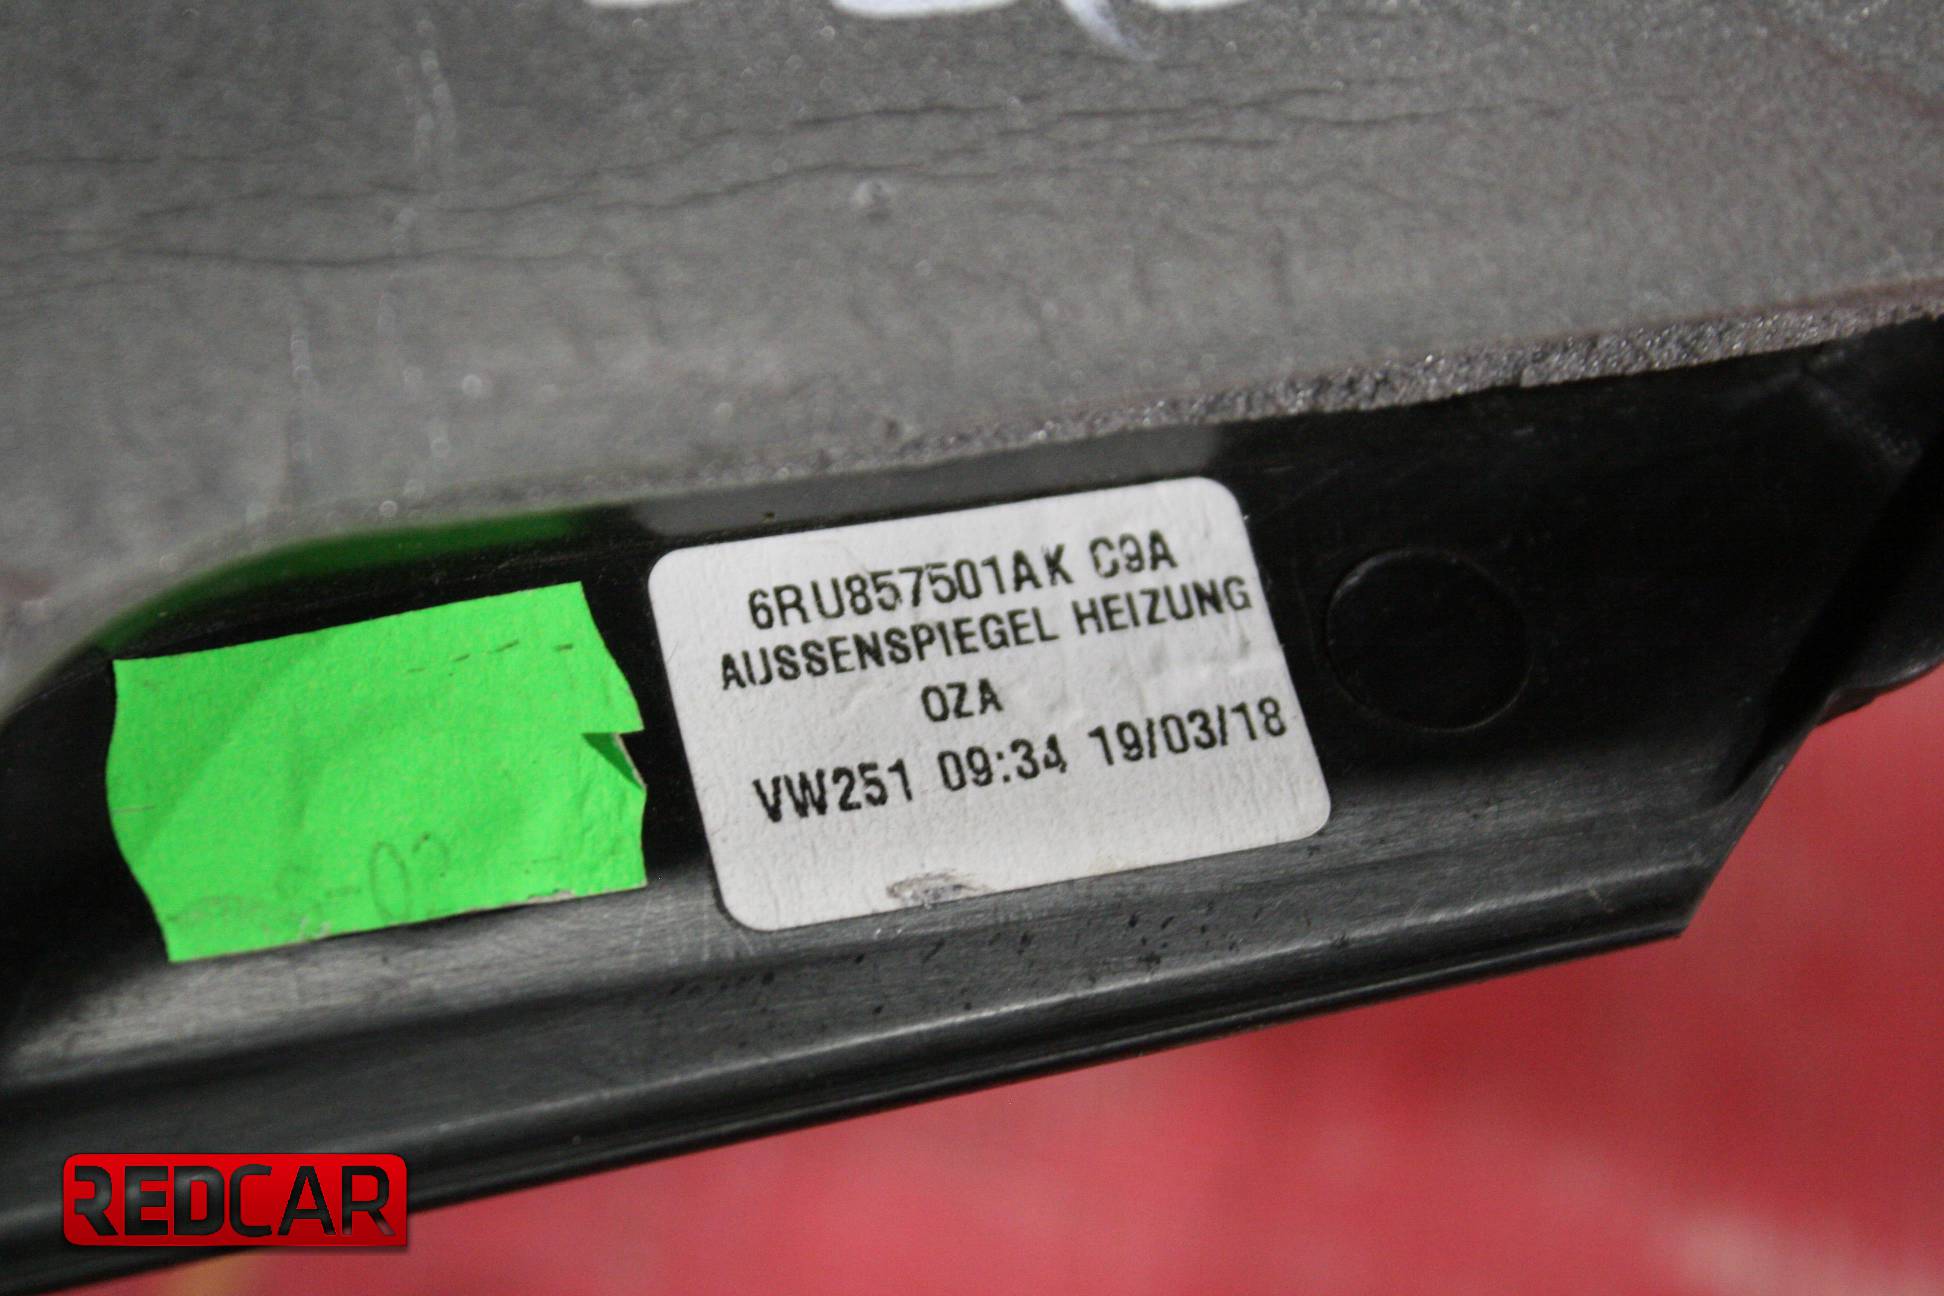 6RU857501AK C9A
AUSSENSPIEGEL HEIZUNG
OZA
VW251 09:34 19/03/18
REDCAR